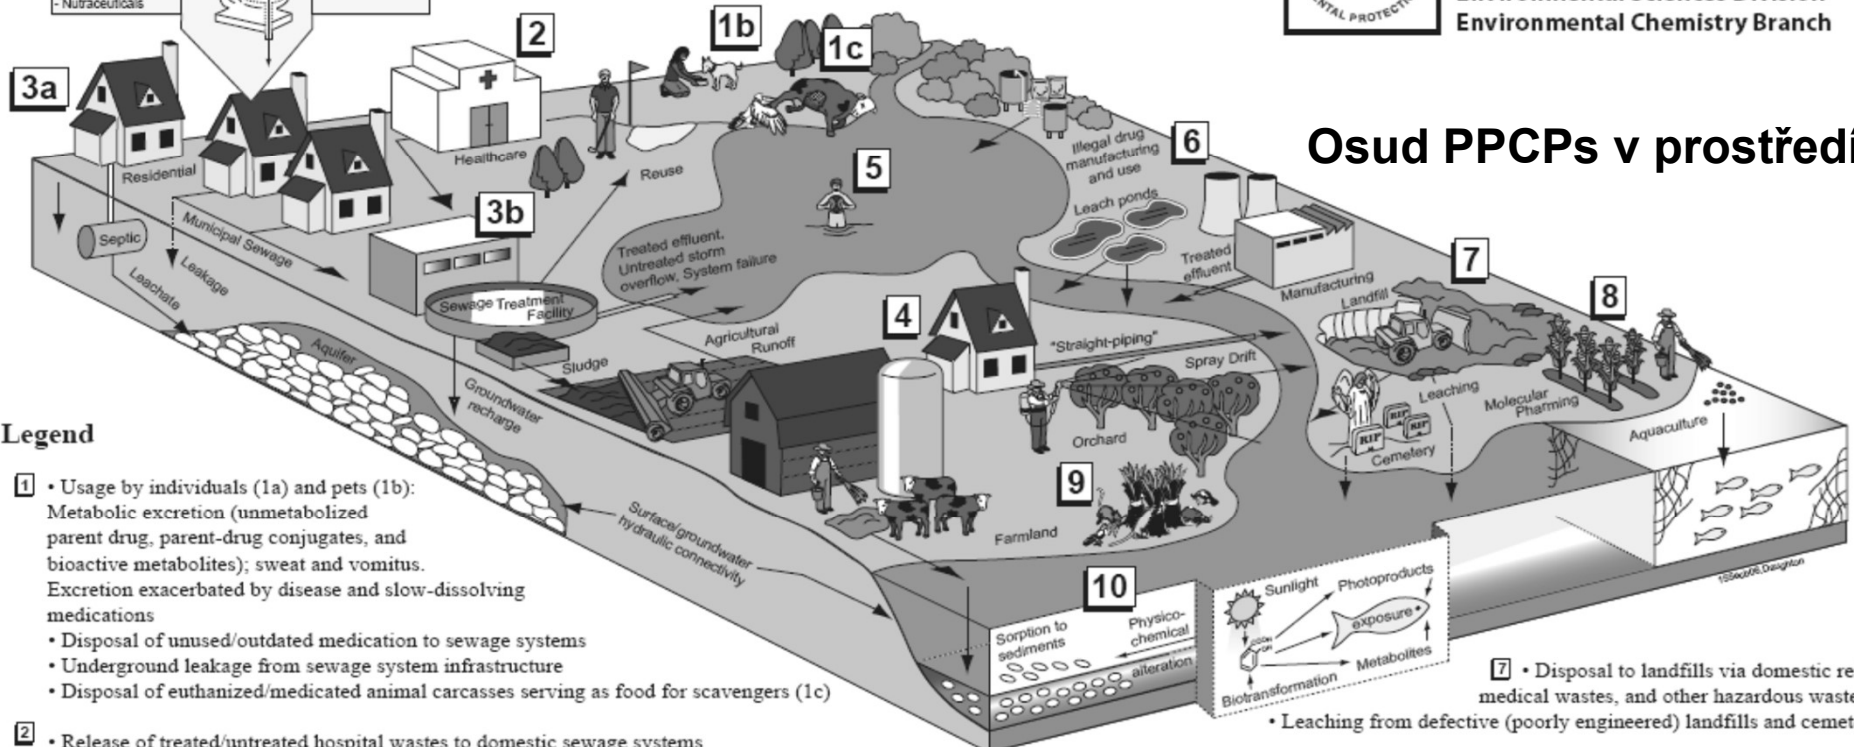 - Nutraceuticals
ENTAL PROTECTI
Environmental Chemistry Branch
Osud PPCPs v prostředí
1b
1c
2
3a
Healthcare
Residential
Reuse
5
6
Illegal drug
manufacturing
and use
Leach ponds
3b
Septic
Municipal Sewage
Leakage
Leachate
Treated effluent,
Untreated storm
overflow, System failure
Sewage Treatment
Facility
Treated
effluent
Manufacturing
7
Landfill
8
4
Agricultural
Runoff
"Straight-piping"
Spray Drift
Sludge
Aquifer
Groundwater
recharge
Leaching
Molecular
Pharming
Orchard
RIP
RIP
RIP
Cemetery
Aquaculture
9
Farmland
Surface/groundwater
hydraulic connectivity
10
Sorption to
sediments
Physico-
chemical
alteration
Sunlight
Photoproducts
COOH
OH
exposure
Metabolites
Biotransformation
Legend
1 • Usage by individuals (1a) and pets (1b):
Metabolic excretion (unmetabolized
parent drug, parent-drug conjugates, and
bioactive metabolites); sweat and vomitus.
Excretion exacerbated by disease and slow-dissolving
medications
• Disposal of unused/outdated medication to sewage systems
• Underground leakage from sewage system infrastructure
• Disposal of euthanized/medicated animal carcasses serving as food for scavengers (1c)
2 • Release of treated/untreated hospital wastes to domestic sewage systems
7 • Disposal to landfills via domestic re
medical wastes, and other hazardous waste
• Leaching from defective (poorly engineered) landfills and cemet